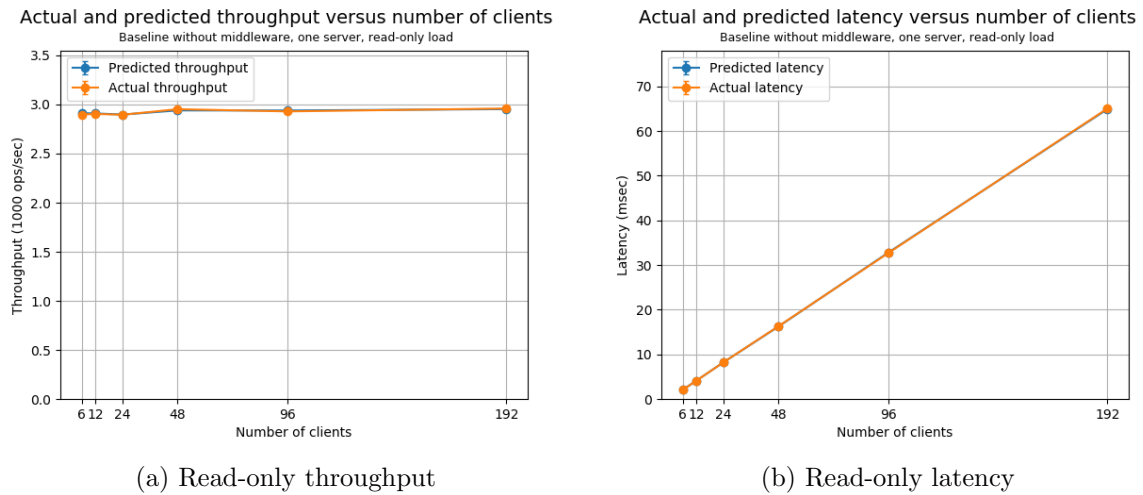 Actual and predicted throughput versus number of clients
Baseline without middleware, one server, read-only load
Predicted throughput
Actual throughput
3.5
3.0
2.5
2.0
1.5
1.0
0.5
0.0
Throughput (1000 ops/sec)
6 12 24 48 96 192
Number of clients
(a) Read-only throughput
Actual and predicted latency versus number of clients
Baseline without middleware, one server, read-only load
Predicted latency
Actual latency
70
60
50
40
30
20
10
0
Latency (msec)
6 12 24 48 96 192
Number of clients
(b) Read-only latency